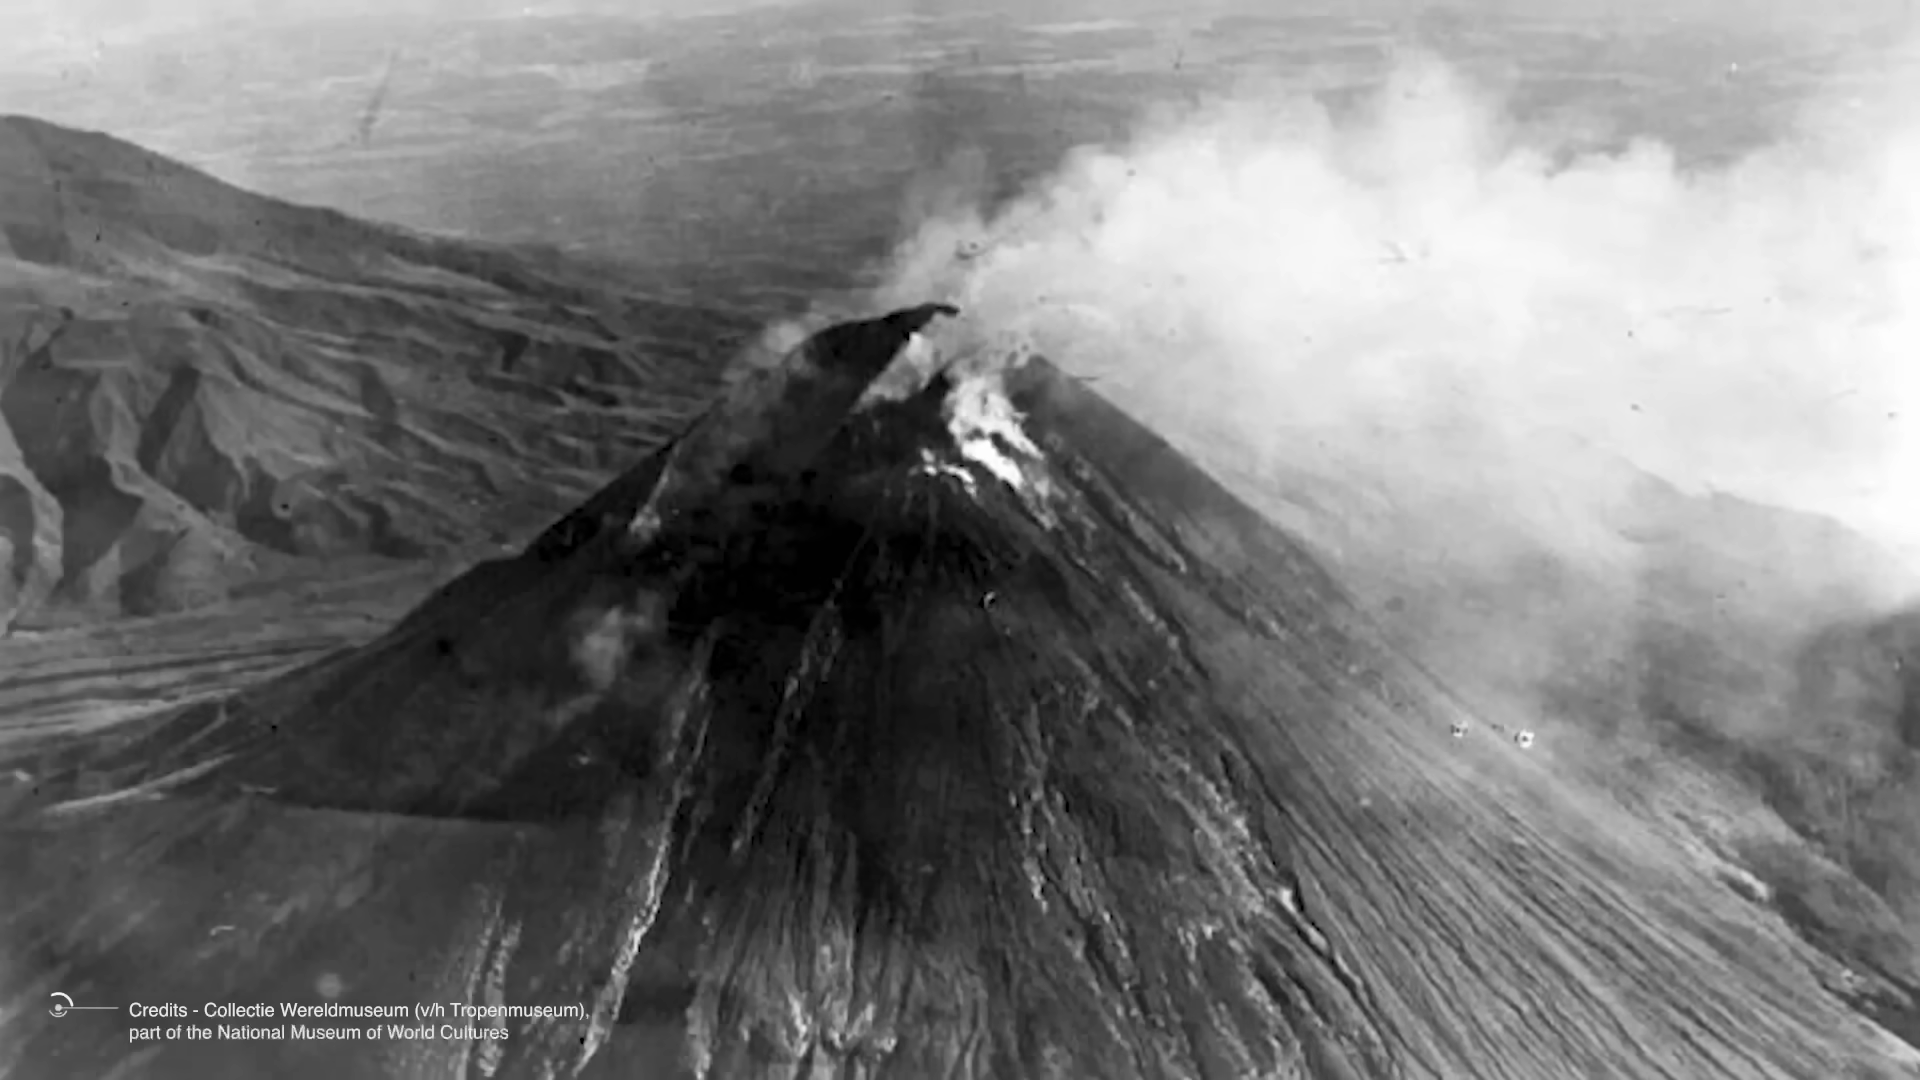 Credits - Collectie Wereldmuseum (v/h Tropenmuseum),
part of the National Museum of World Cultures